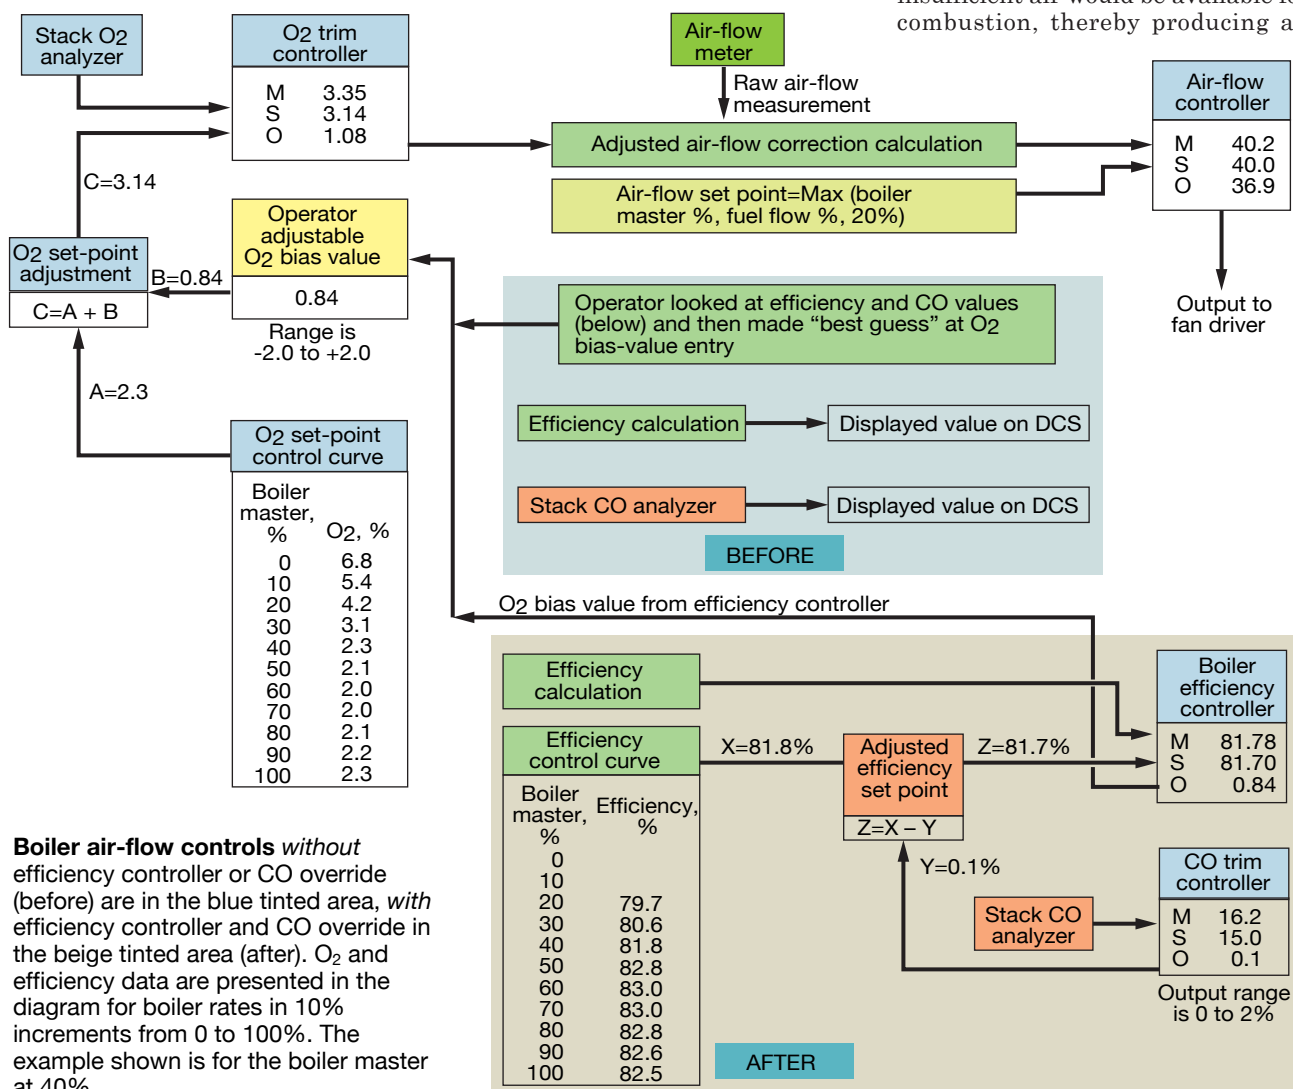 insufficient air would be available fo
combustion, thereby producing a
Stack O2
analyzer
O2 trim
controller
M 3.35
S 3.14
O 1.08
Air-flow
meter
Raw air-flow
measurement
Adjusted air-flow correction calculation
Air-flow set point=Max (boiler
master %, fuel flow %, 20%)
Air-flow
controller
M 40.2
S 40.0
O 36.9
Output to
fan driver
C=3.14
O2 set-point
adjustment
C=A + B
B=0.84
Operator
adjustable
O2 bias value
0.84
Range is
-2.0 to +2.0
A=2.3
O2 set-point
control curve
Boiler
master,
% O2, %
0 6.8
10 5.4
20 4.2
30 3.1
40 2.3
50 2.1
60 2.0
70 2.0
80 2.1
90 2.2
100 2.3
Operator looked at efficiency and CO values
(below) and then made “best guess” at O2
bias-value entry
Efficiency calculation
Displayed value on DCS
Stack CO analyzer
Displayed value on DCS
BEFORE
O2 bias value from efficiency controller
Efficiency
calculation
Efficiency
control curve
Boiler
master,
%
Efficiency,
%
0
10
20 79.7
30 80.6
40 81.8
50 82.8
60 83.0
70 83.0
80 82.8
90 82.6
100 82.5
X=81.8%
Adjusted
efficiency
set point
Z=X – Y
Z=81.7%
Y=0.1%
Boiler
efficiency
controller
M 81.78
S 81.70
O 0.84
Stack CO
analyzer
CO trim
controller
M 16.2
S 15.0
O 0.1
Output range
is 0 to 2%
AFTER
Boiler air-flow controls without
efficiency controller or CO override
(before) are in the blue tinted area, with
efficiency controller and CO override in
the beige tinted area (after). O2 and
efficiency data are presented in the
diagram for boiler rates in 10%
increments from 0 to 100%. The
example shown is for the boiler master
at 40%